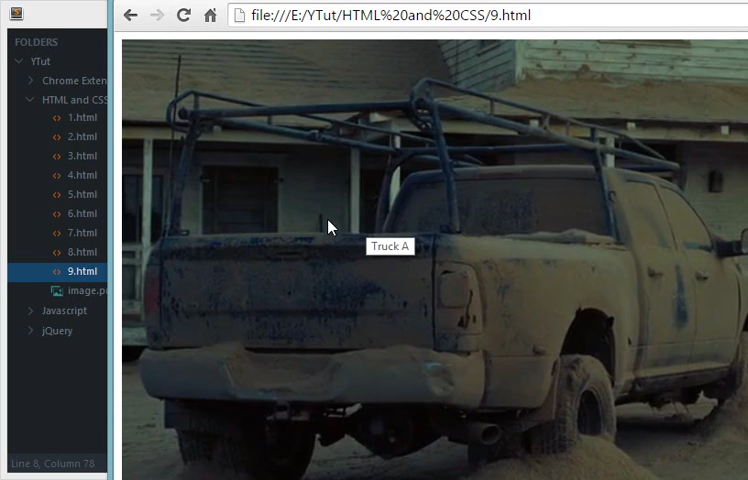 file:///E:/YTut/HTML%20and%20CSS/9.html
FOLDERS
YTut
Chrome Exten
HTML and CSS
1.html
2.html
3.html
4.html
5.html
6.html
7.html
8.html
9.html
image.p
Javascript
jQuery
Line 8, Column 78
Truck A